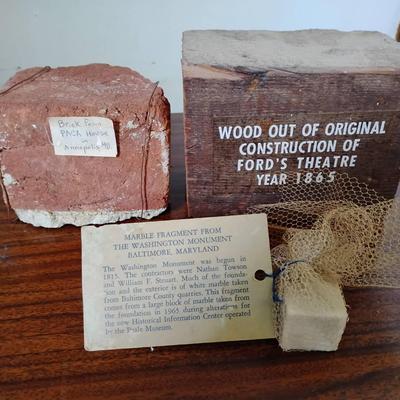 Brick From
PACA House
in
Annapolis MD
WOOD OUT OF ORIGINAL
CONSTRUCTION OF
FORD'S THEATRE
YEAR 1865
MARBLE FRAGMENT FROM
THE WASHINGTON MONUMENT
BALTIMORE, MARYLAND
The Washington Monument was begun in
1815. The contractors were Nathan Towson
and William F. Steuart. Much of the founda-
tion and the exterior is of white marble taken
from Baltimore County quarries. This fragment
comes from a large block of marble taken from
the foundation in 1963 during alterations for
the new Historical Information Center operated
by the Peale Museum.